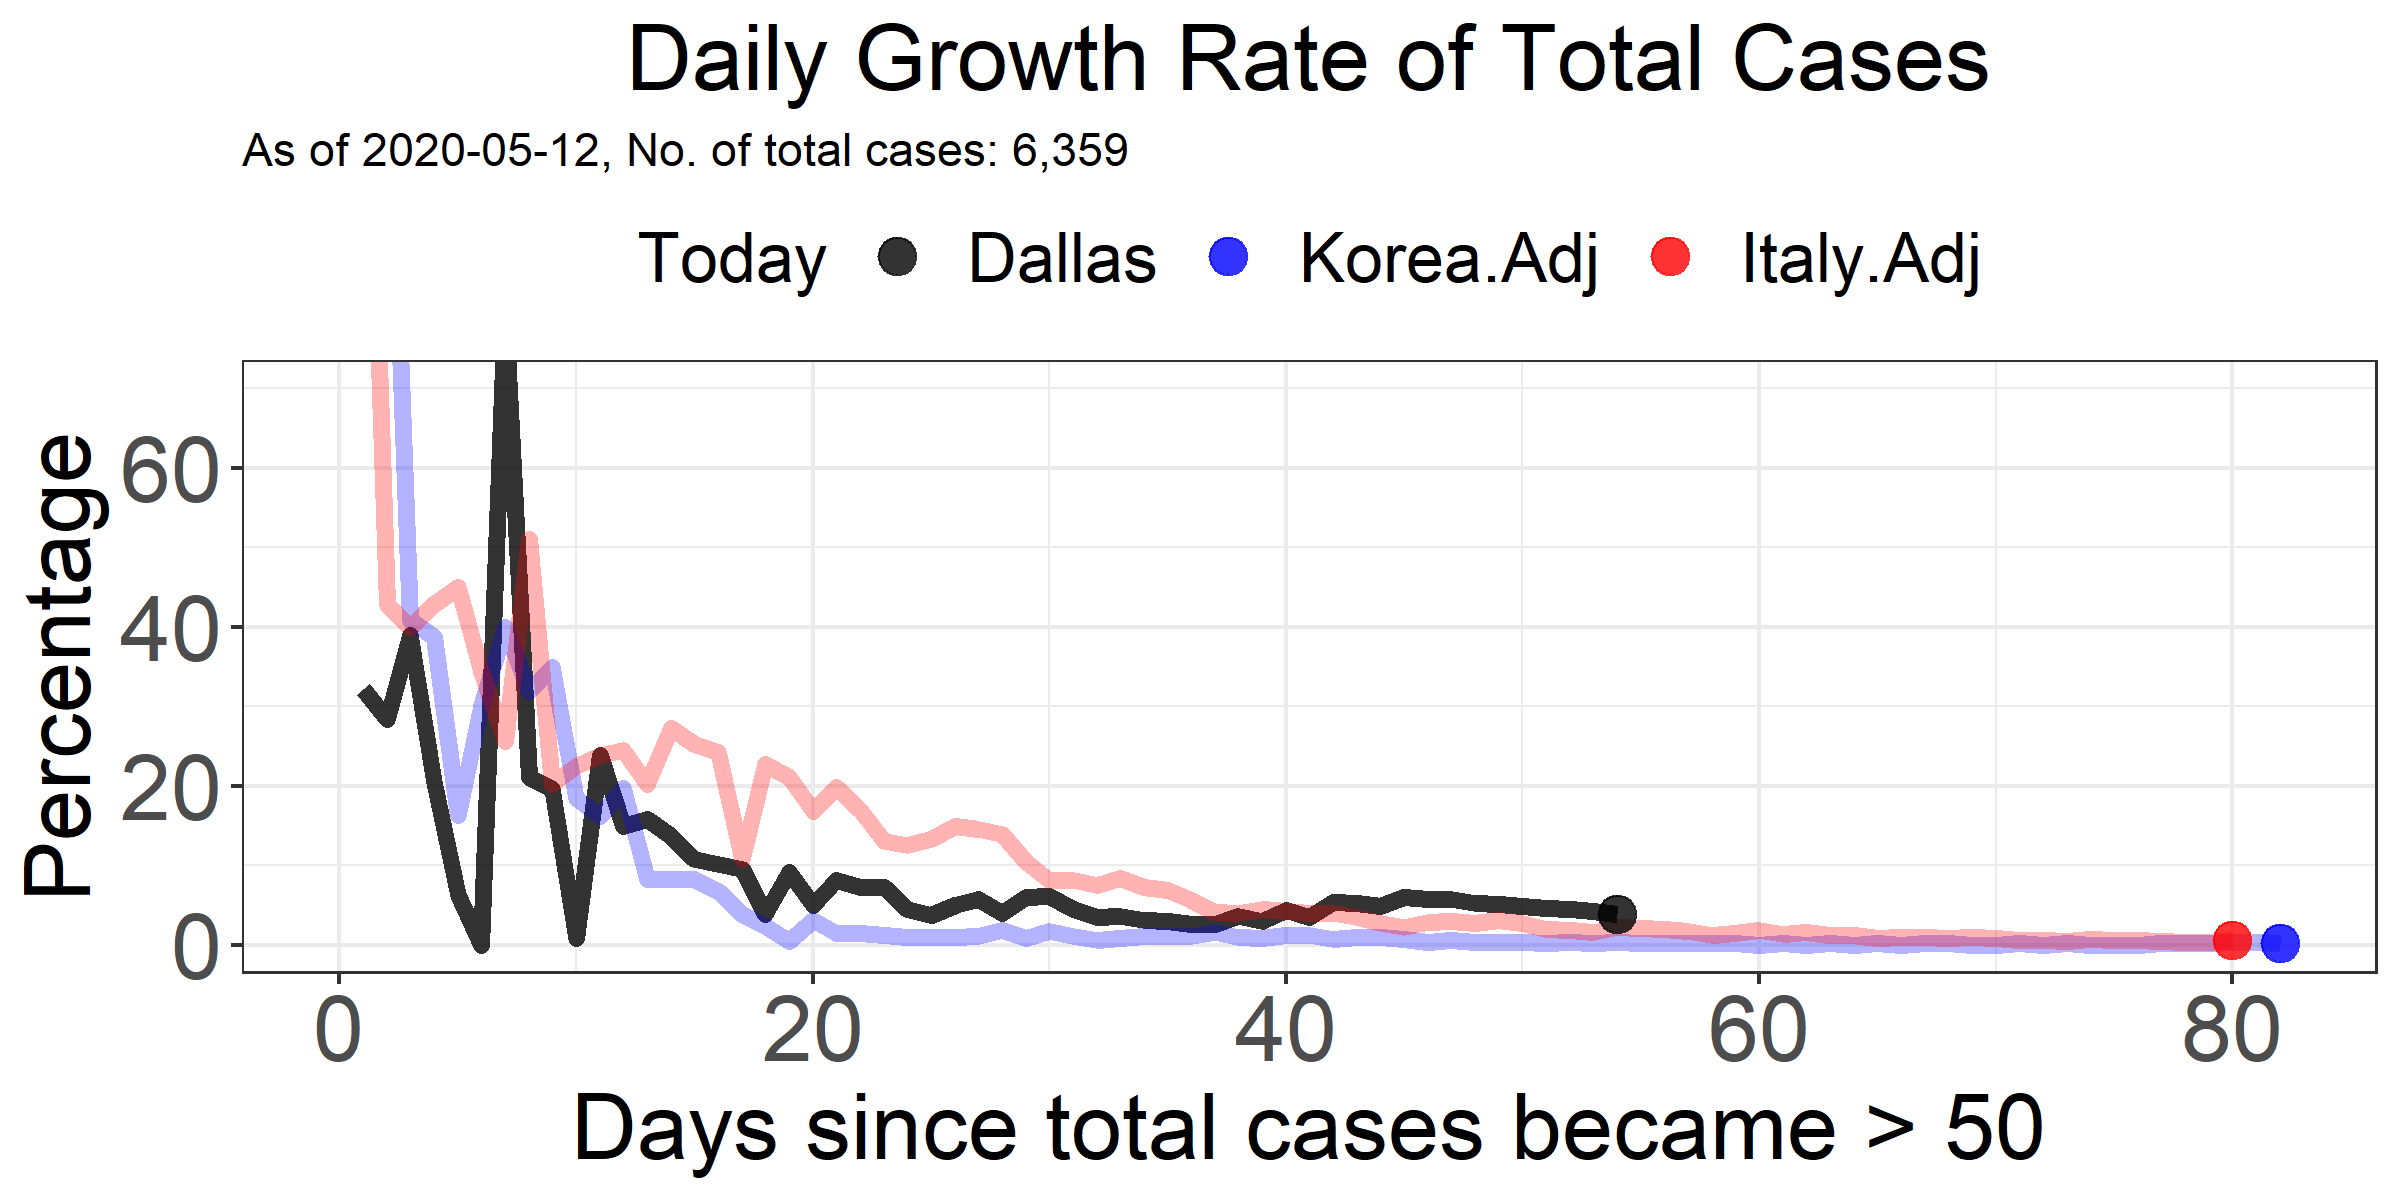 Daily Growth Rate of Total Cases
As of 2020-05-12, No. of total cases: 6,359
Today Dallas Korea.Adj Italy.Adj
Percentage
60
40
20
0
0 20 40 60 80
Days since total cases became > 50